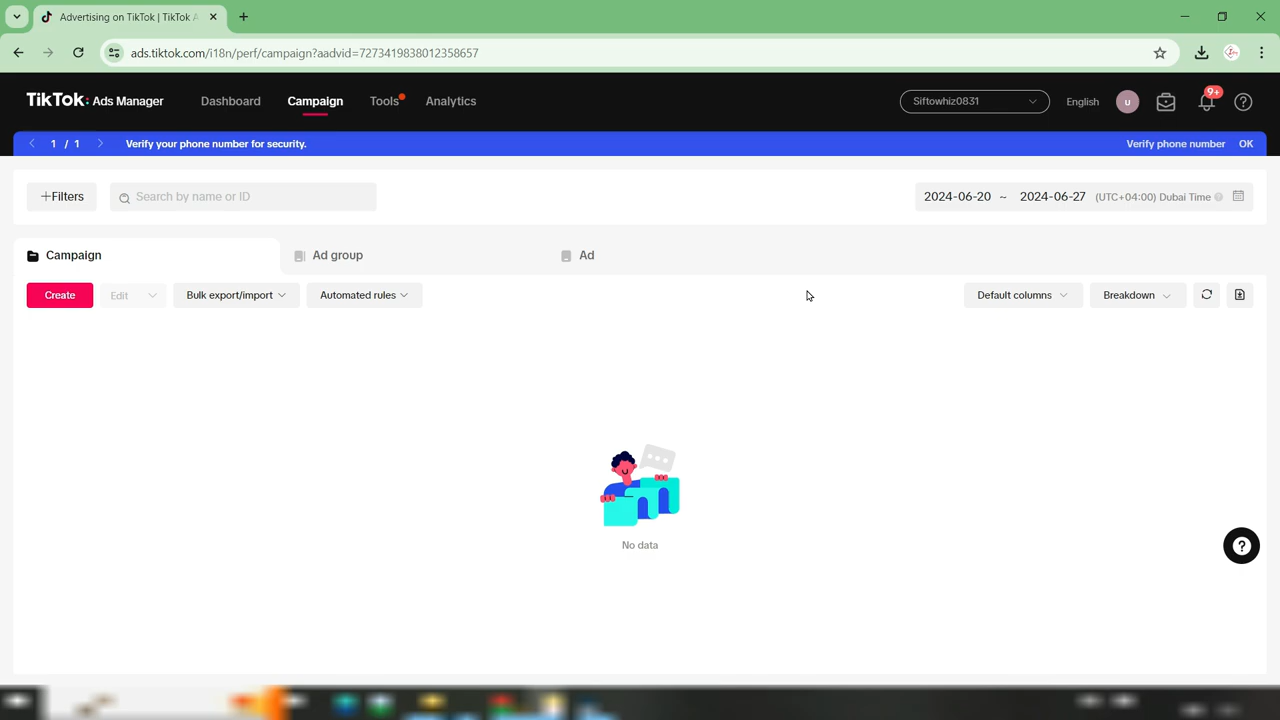 Advertising on TikTok | TikTok A
ads.tiktok.com/i18n/perf/campaign?aadvid=7273419838012358657
TikTok: Ads Manager
Dashboard
Campaign
Tools
Analytics
Siftowhiz0831
English
U
9+
1 / 1
Verify your phone number for security.
Verify phone number
OK
+Filters
Search by name or ID
2024-06-20 ~ 2024-06-27 (UTC+04:00) Dubai Time
Campaign
Ad group
Ad
Create
Edit
Bulk export/import
Automated rules
Default columns
Breakdown
No data